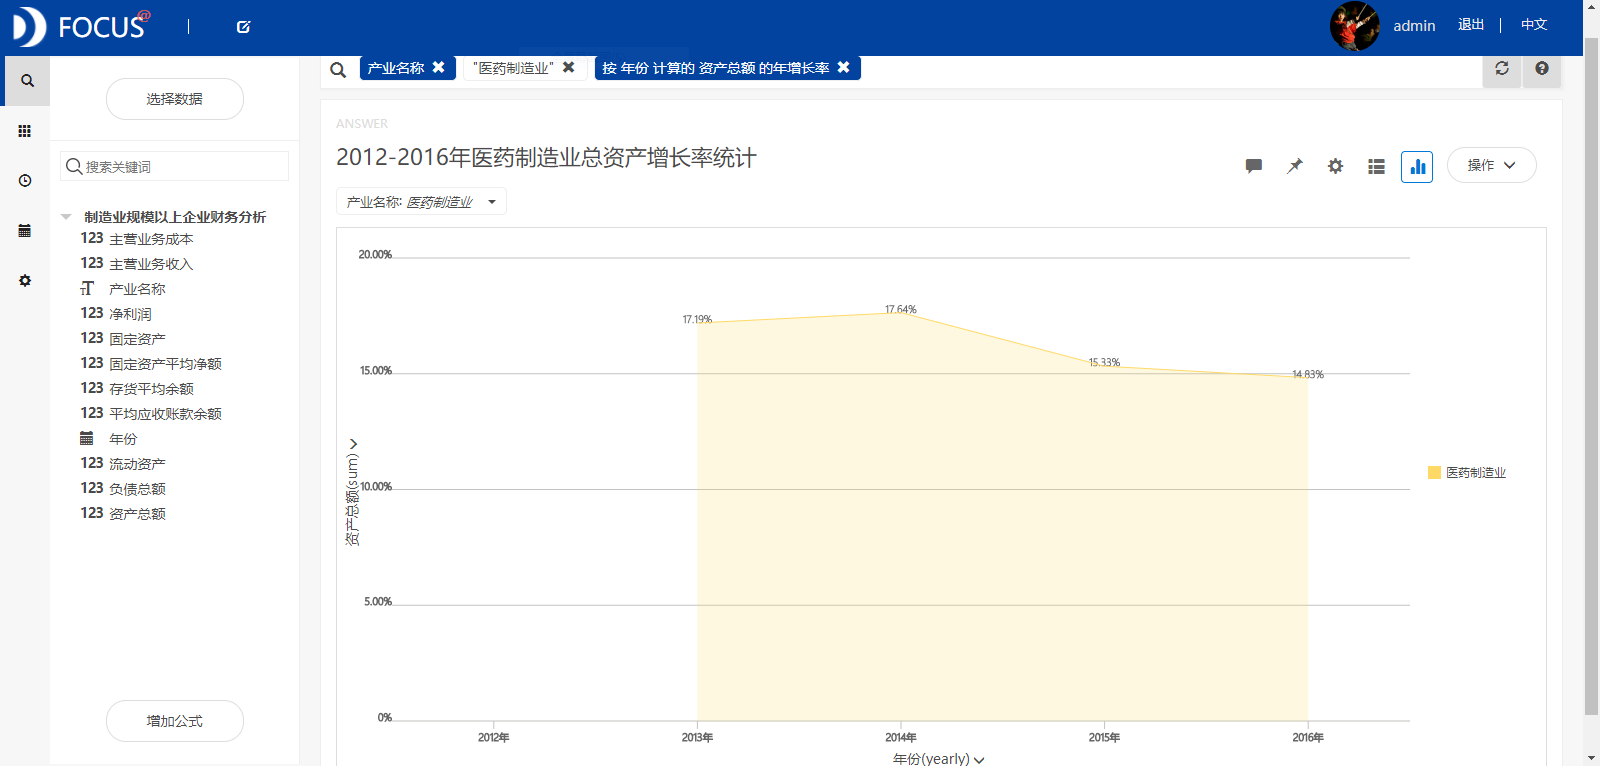 FOCUS@
admin
退出
中文
产业名称 ✖
"医药制造业" ✖
按 年份 计算的 资产总额 的年增长率 ✖
选择数据
搜索关键词
制造业规模以上企业财务分析
123 主营业务成本
123 主营业务收入
T 产业名称
123 净利润
123 固定资产
123 固定资产平均净额
123 存货平均余额
123 平均应收账款余额
年份
123 流动资产
123 负债总额
123 资产总额
增加公式
ANSWER
2012-2016年医药制造业总资产增长率统计
操作
产业名称: 医药制造业
20.00%
15.00%
10.00%
5.00%
0%
资产总额(sum)
17.19%
17.64%
15.33%
14.83%
医药制造业
2012年
2013年
2014年
2015年
2016年
年份(yearly)